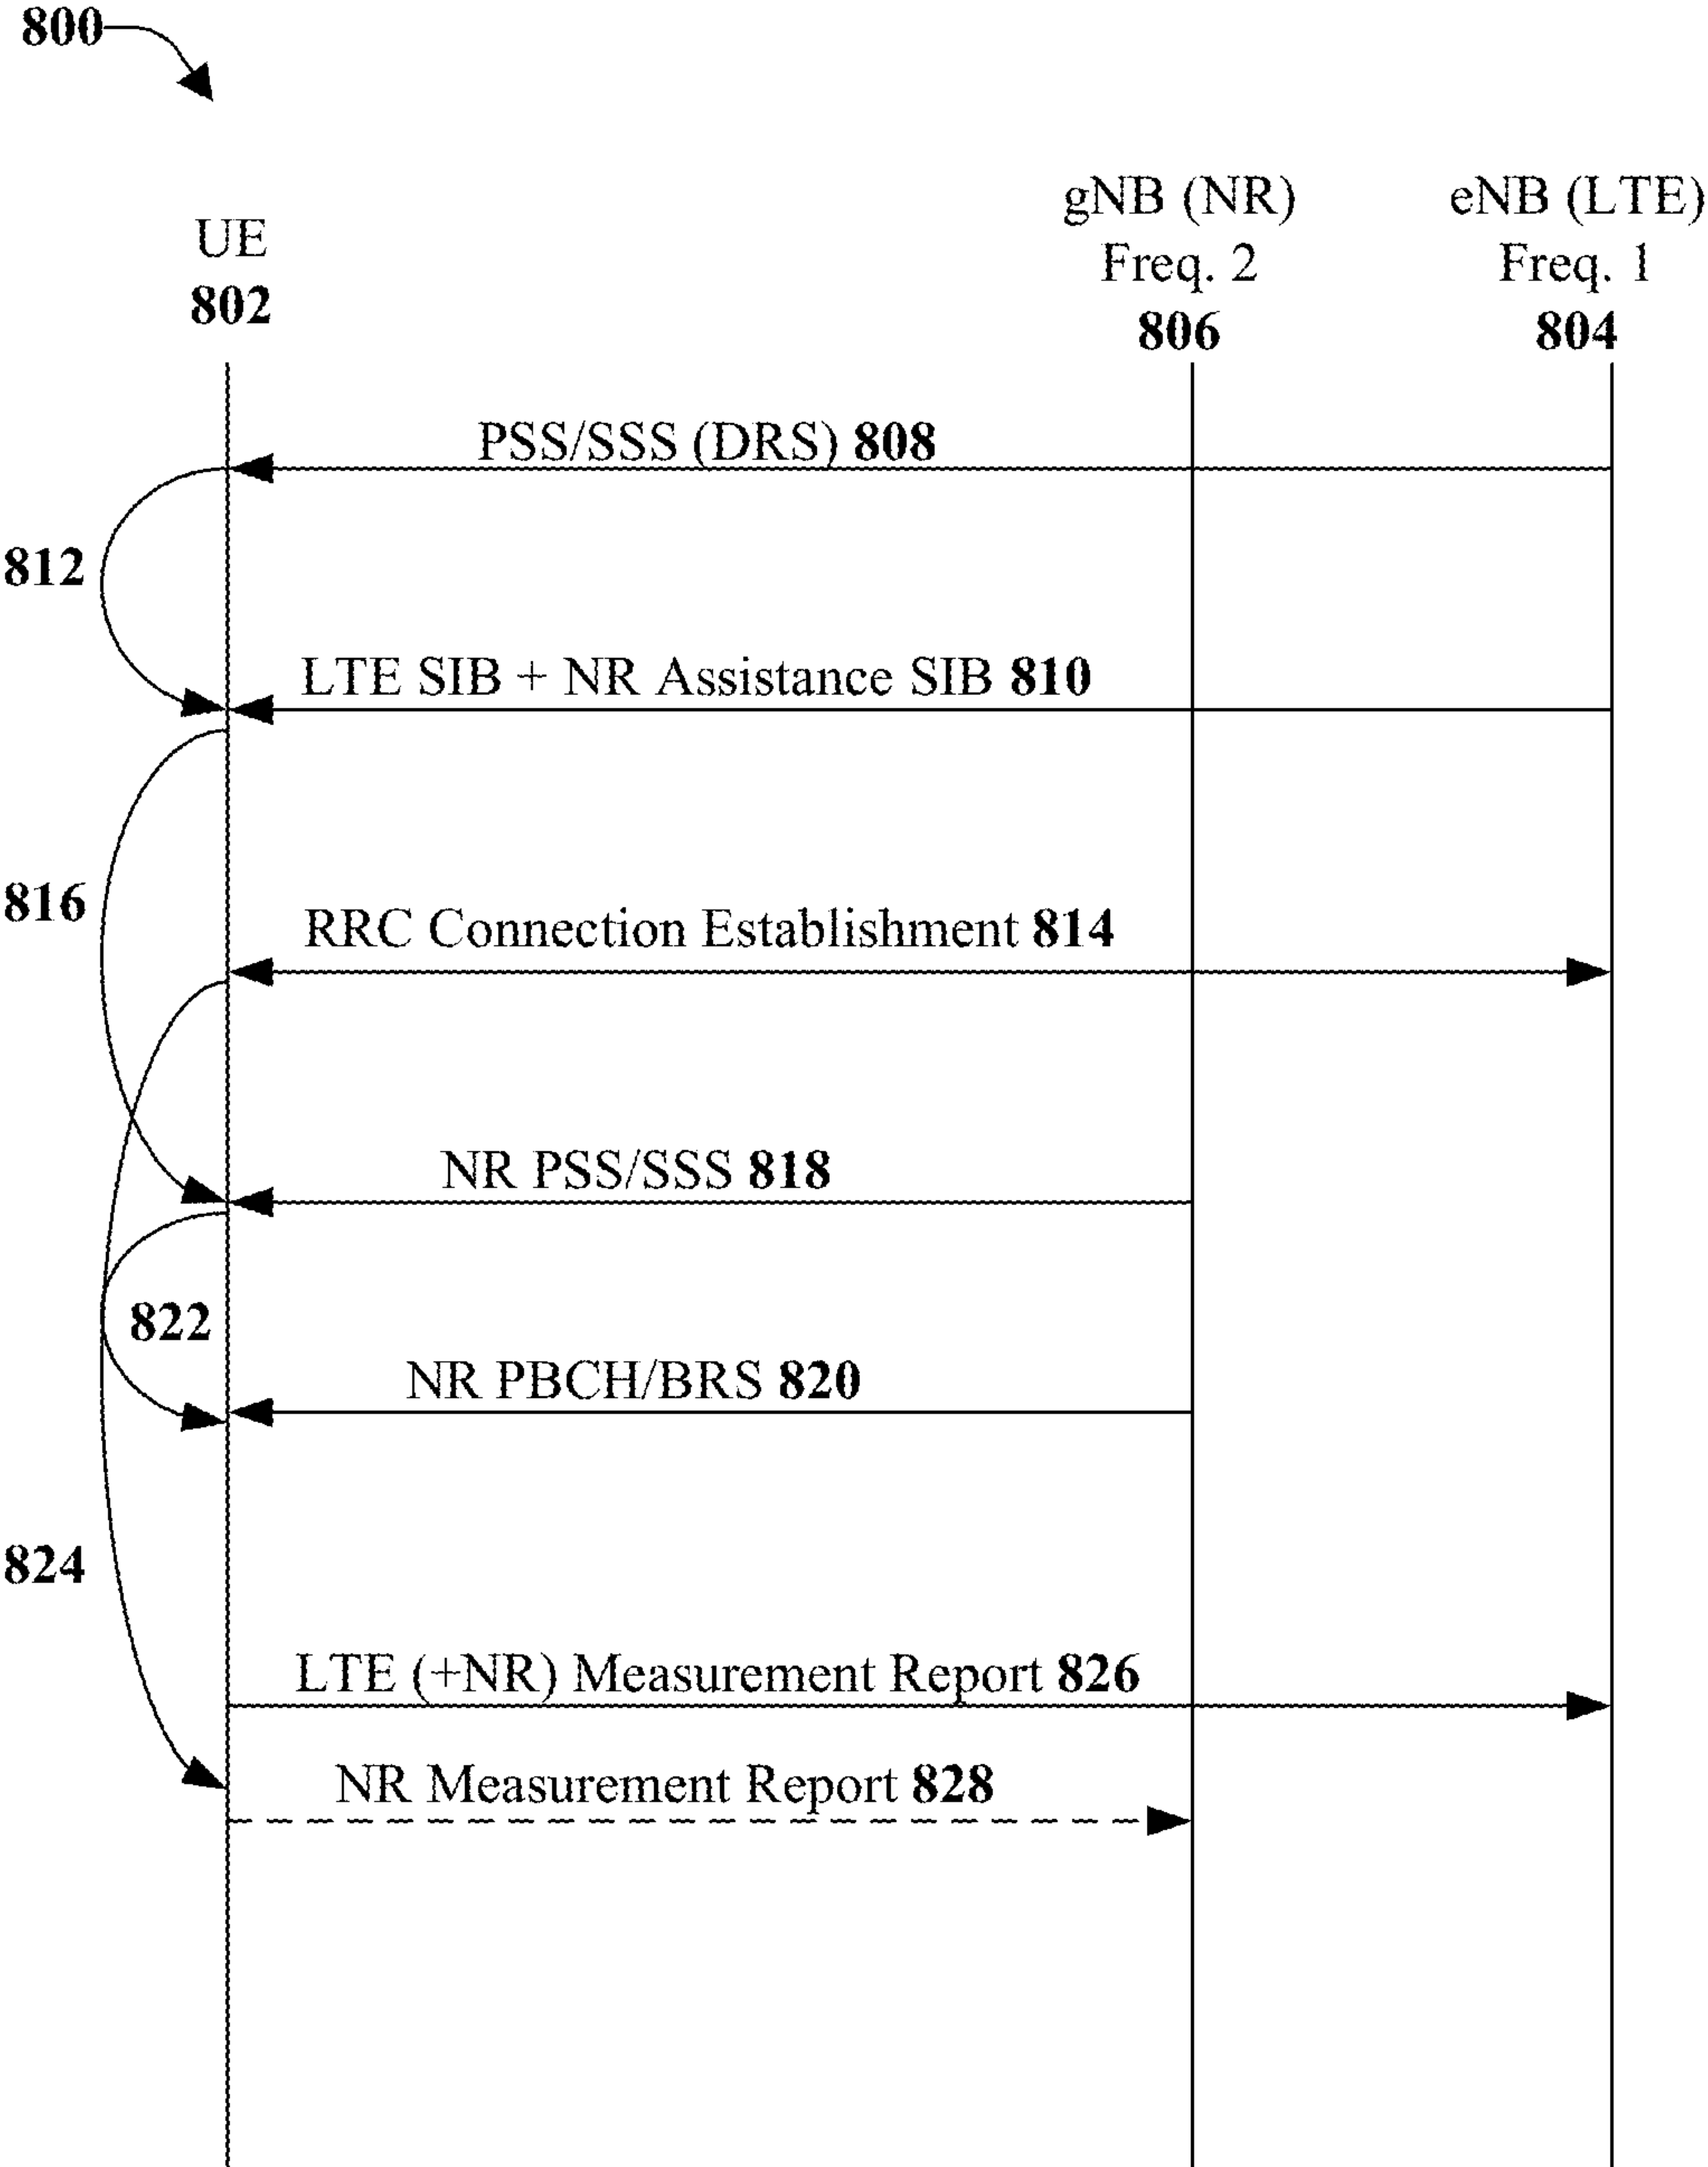 800
UE
802
gNB (NR)
Freq. 2
806
eNB (LTE)
Freq. 1
804
PSS/SSS (DRS) 808
812
LTE SIB + NR Assistance SIB 810
816
RRC Connection Establishment 814
NR PSS/SSS 818
822
NR PBCH/BRS 820
824
LTE (+NR) Measurement Report 826
NR Measurement Report 828